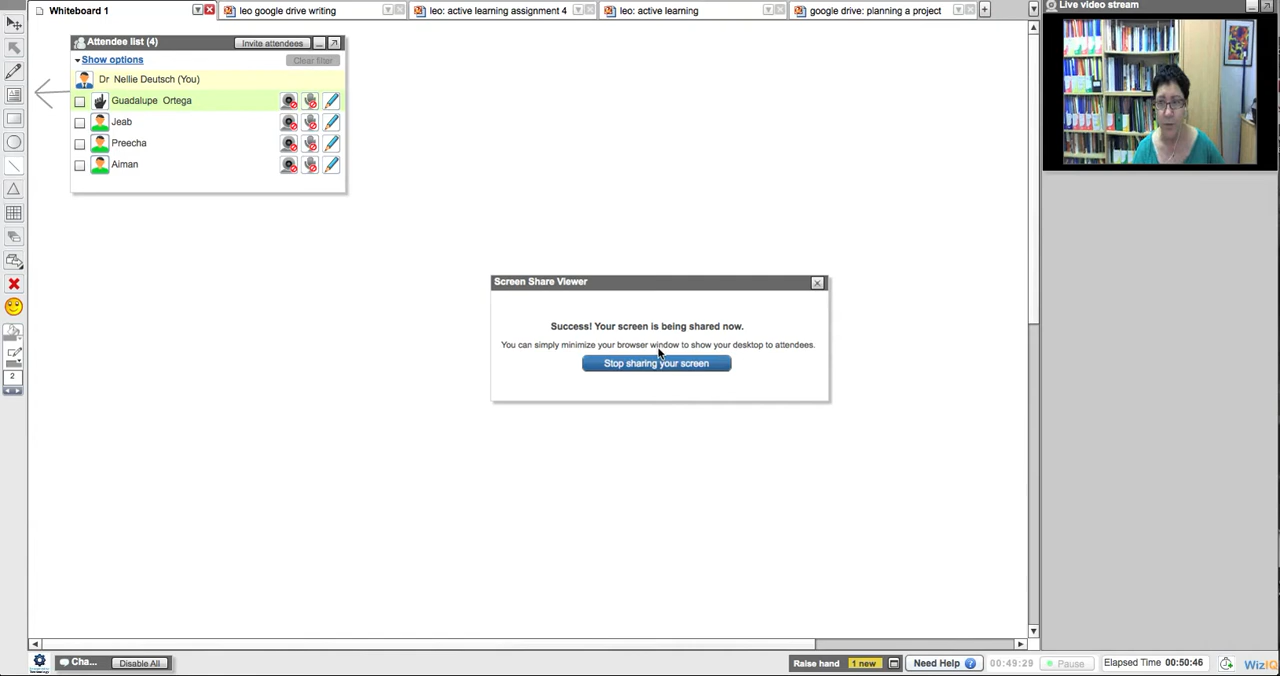 Whiteboard 1
leo google drive writing
leo: active learning assignment 4
leo: active learning
google drive: planning a project
Live video stream
Attendee list (4)
Invite attendees
Show options
Clear filter
Dr Nellie Deutsch (You)
Guadalupe Ortega
Jeab
Preecha
Aiman
Screen Share Viewer
Success! Your screen is being shared now.
You can simply minimize your browser window to show your desktop to attendees.
Stop sharing your screen
2
Cha...
Disable All
Raise hand
1 new
Need Help
?
00:49:29
Pause
Elapsed Time 00:50:46
WizIQ